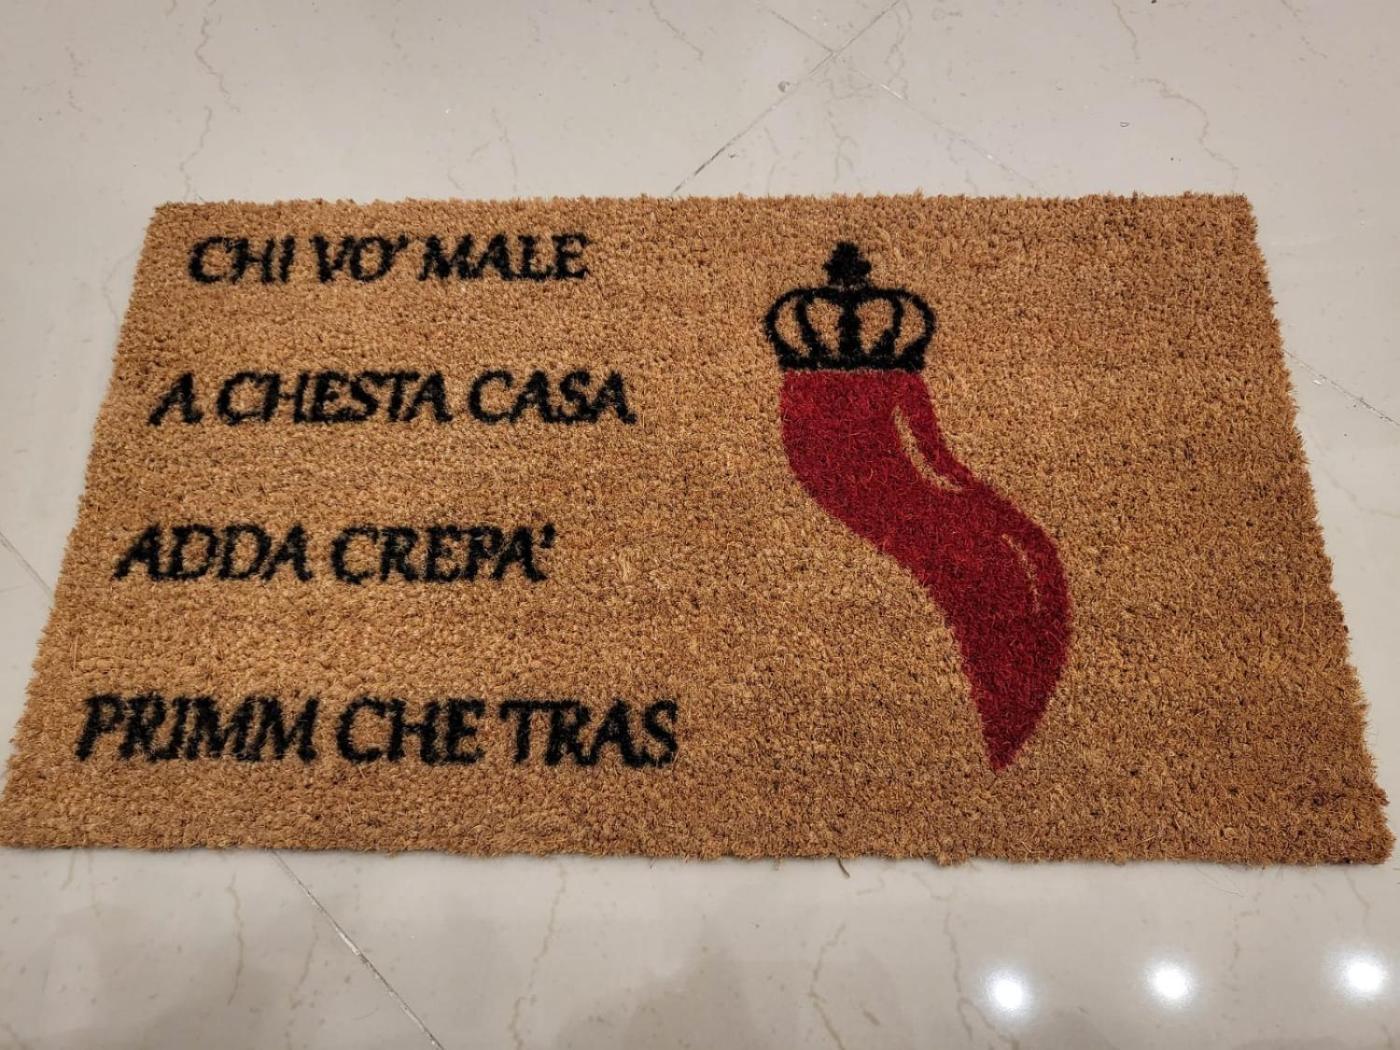 CHI VO' MALE
A CHESTA CASA
ADDA CREPA'
PRIMM CHE TRAS